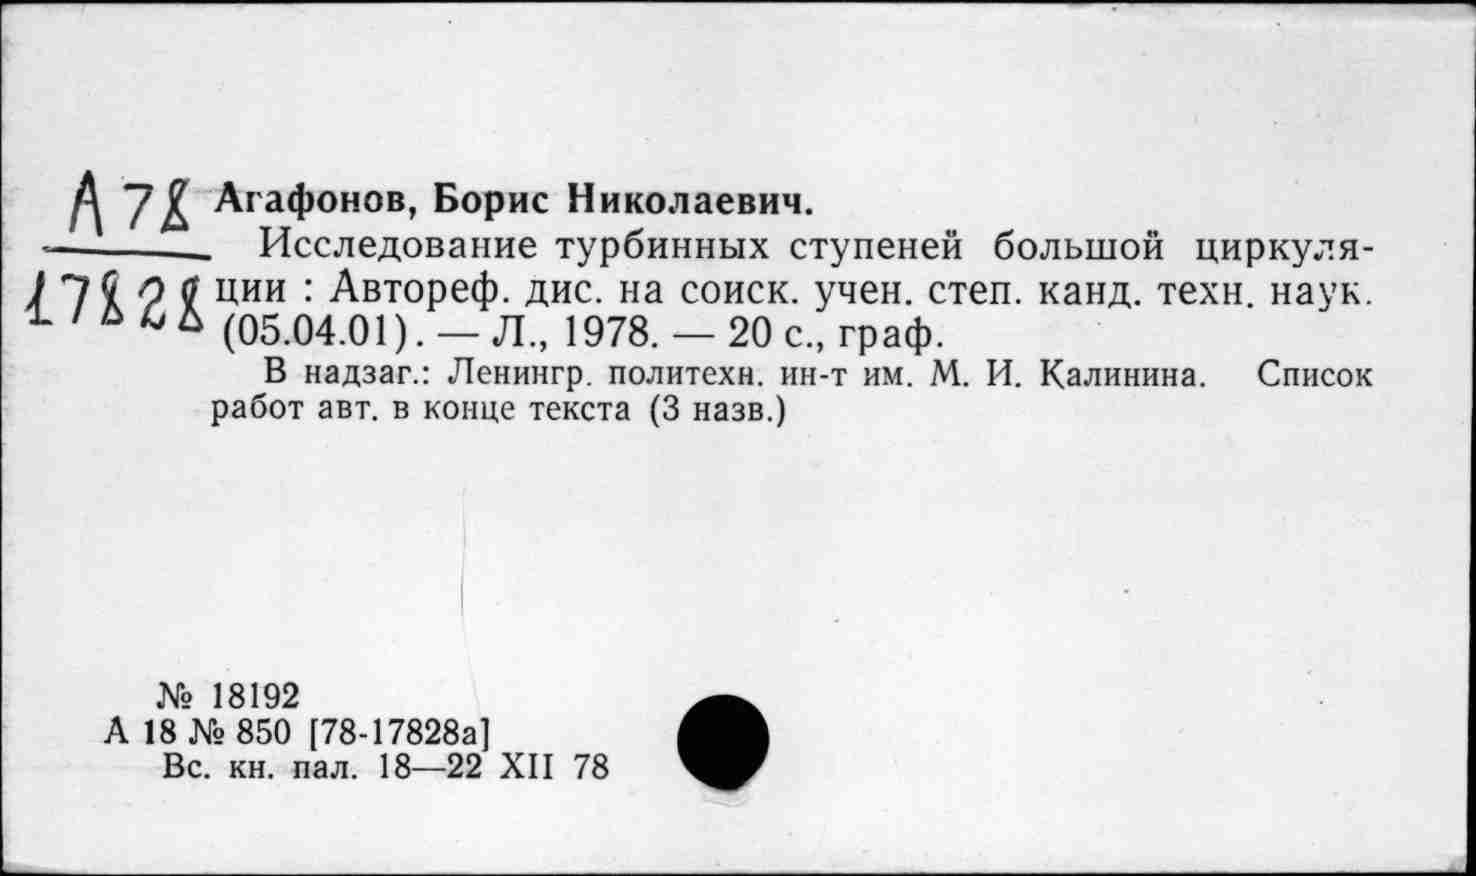 А 78
17828
Агафонов, Борис Николаевич.
Исследование турбинных ступеней большой циркуля-
ции : Автореф. дис. на соиск. учен. степ. канд. техн. наук.
(05.04.01). — Л., 1978. — 20 с., граф.
В надзаг.: Ленингр. политехн. ин-т им. М. И. Калинина. Список
работ авт. в конце текста (3 назв.)
№ 18192
А 18 № 850 [78-17828а]
Вс. кн. пал. 18—22 XII 78